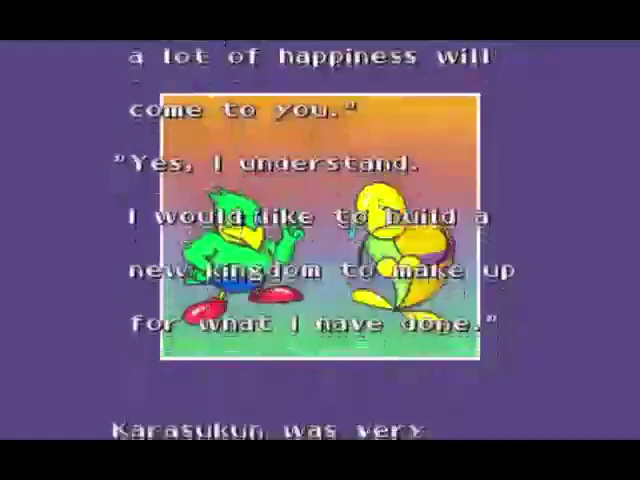 a lot of happiness will
come to you."
"Yes, I understand.
I would like to build a
new kingdom to make up
for what I have done."
Karasukun was very